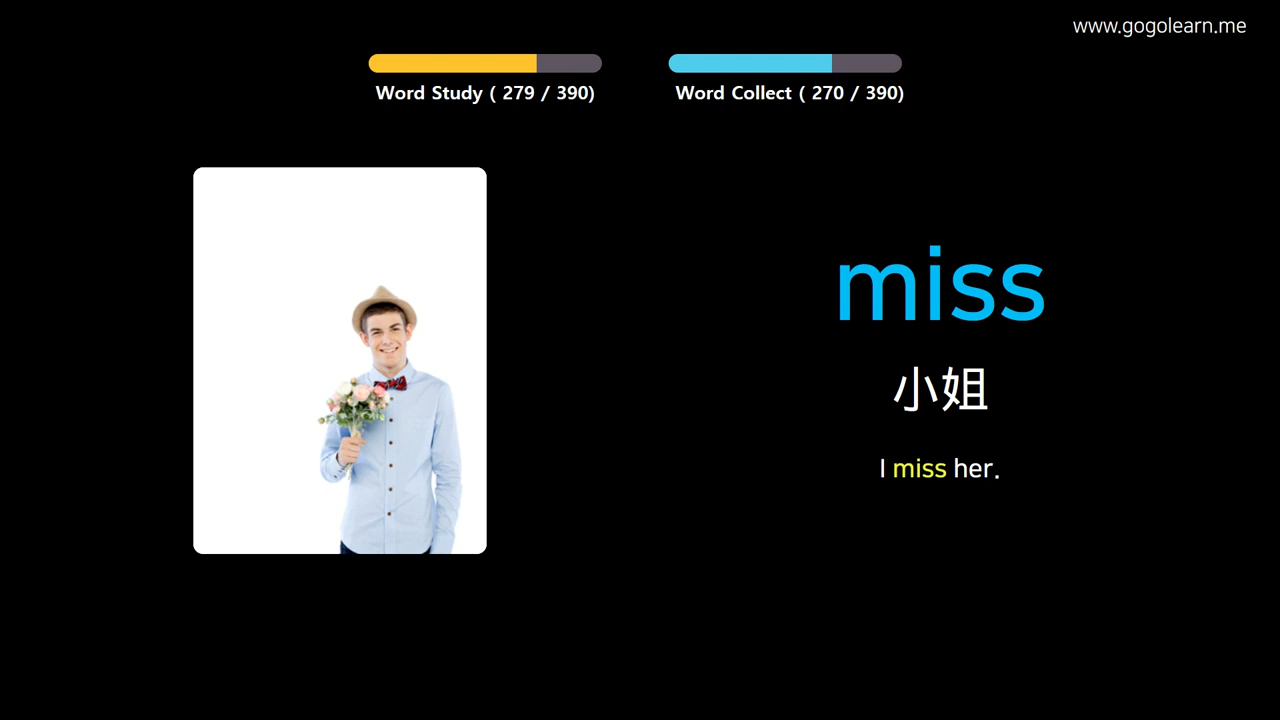 www.gogolearn.me
Word Study ( 279 / 390)
Word Collect ( 270 / 390)
miss
小姐
I miss her.